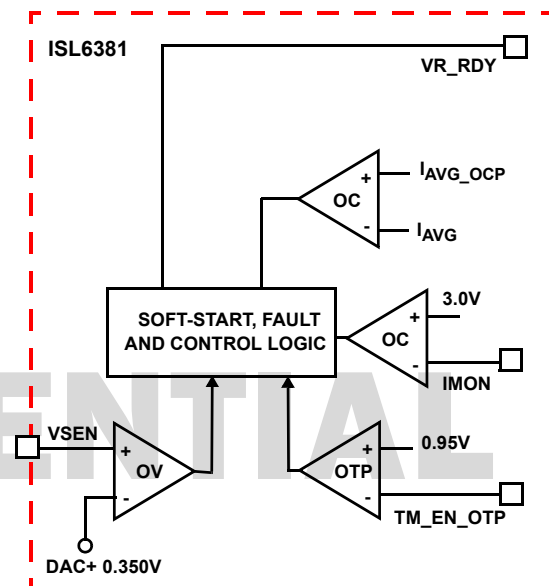 ISL6381
VR_RDY
+
OC
-
IAVG_OCP
IAVG
SOFT-START, FAULT
AND CONTROL LOGIC
3.0V
+
OC
-
IMON
ENTIAL
VSEN
+
OV
-
DAC+ 0.350V
0.95V
+
OTP
-
TM_EN_OTP